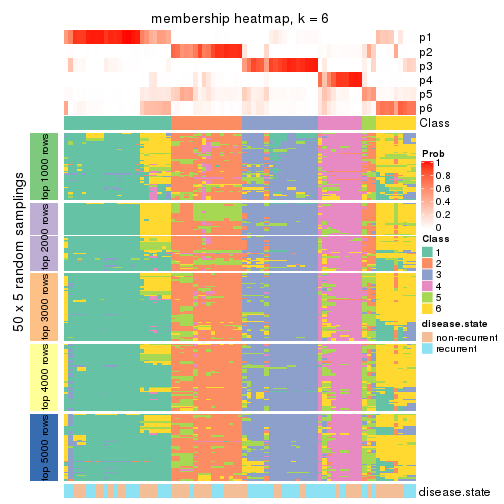 membership heatmap, k = 6
p1
p2
p3
p4
p5
p6
Class
50 x 5 random samplings
top 1000 rows
top 2000 rows
top 3000 rows
top 4000 rows
top 5000 rows
disease.state
Prob
1
0.8
0.6
0.4
0.2
0
Class
1
2
3
4
5
6
disease.state
non-recurrent
recurrent